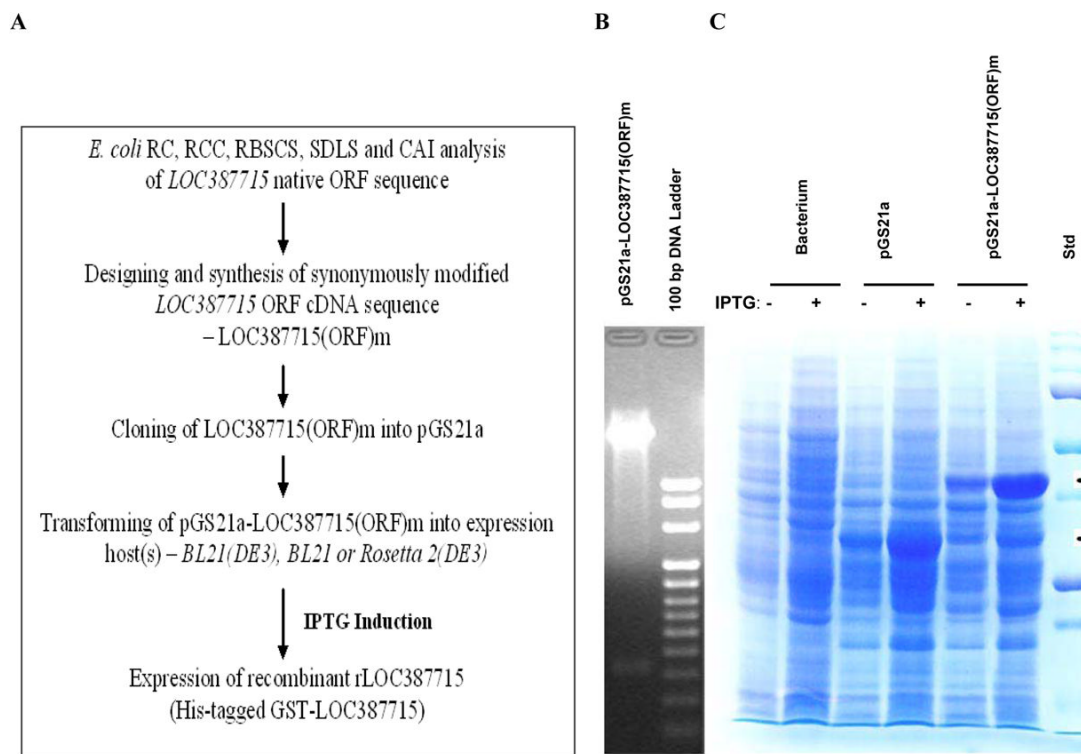 A
E. coli RC, RCC, RBSCS, SDLS and CAI analysis
of LOC387715 native ORF sequence
Designing and synthesis of synonymously modified
LOC387715 ORF cDNA sequence
– LOC387715(ORF)m
Cloning of LOC387715(ORF)m into pGS21a
Transforming of pGS21a-LOC387715(ORF)m into expression
host(s) – BL21(DE3), BL21 or Rosetta 2(DE3)
IPTG Induction
Expression of recombinant rLOC387715
(His-tagged GST-LOC387715)
B
pGS21a-LOC387715(ORF)m
100 bp DNA Ladder
C
Bacterium
pGS21a
pGS21a-LOC387715(ORF)m
Std
IPTG: - + - + - +